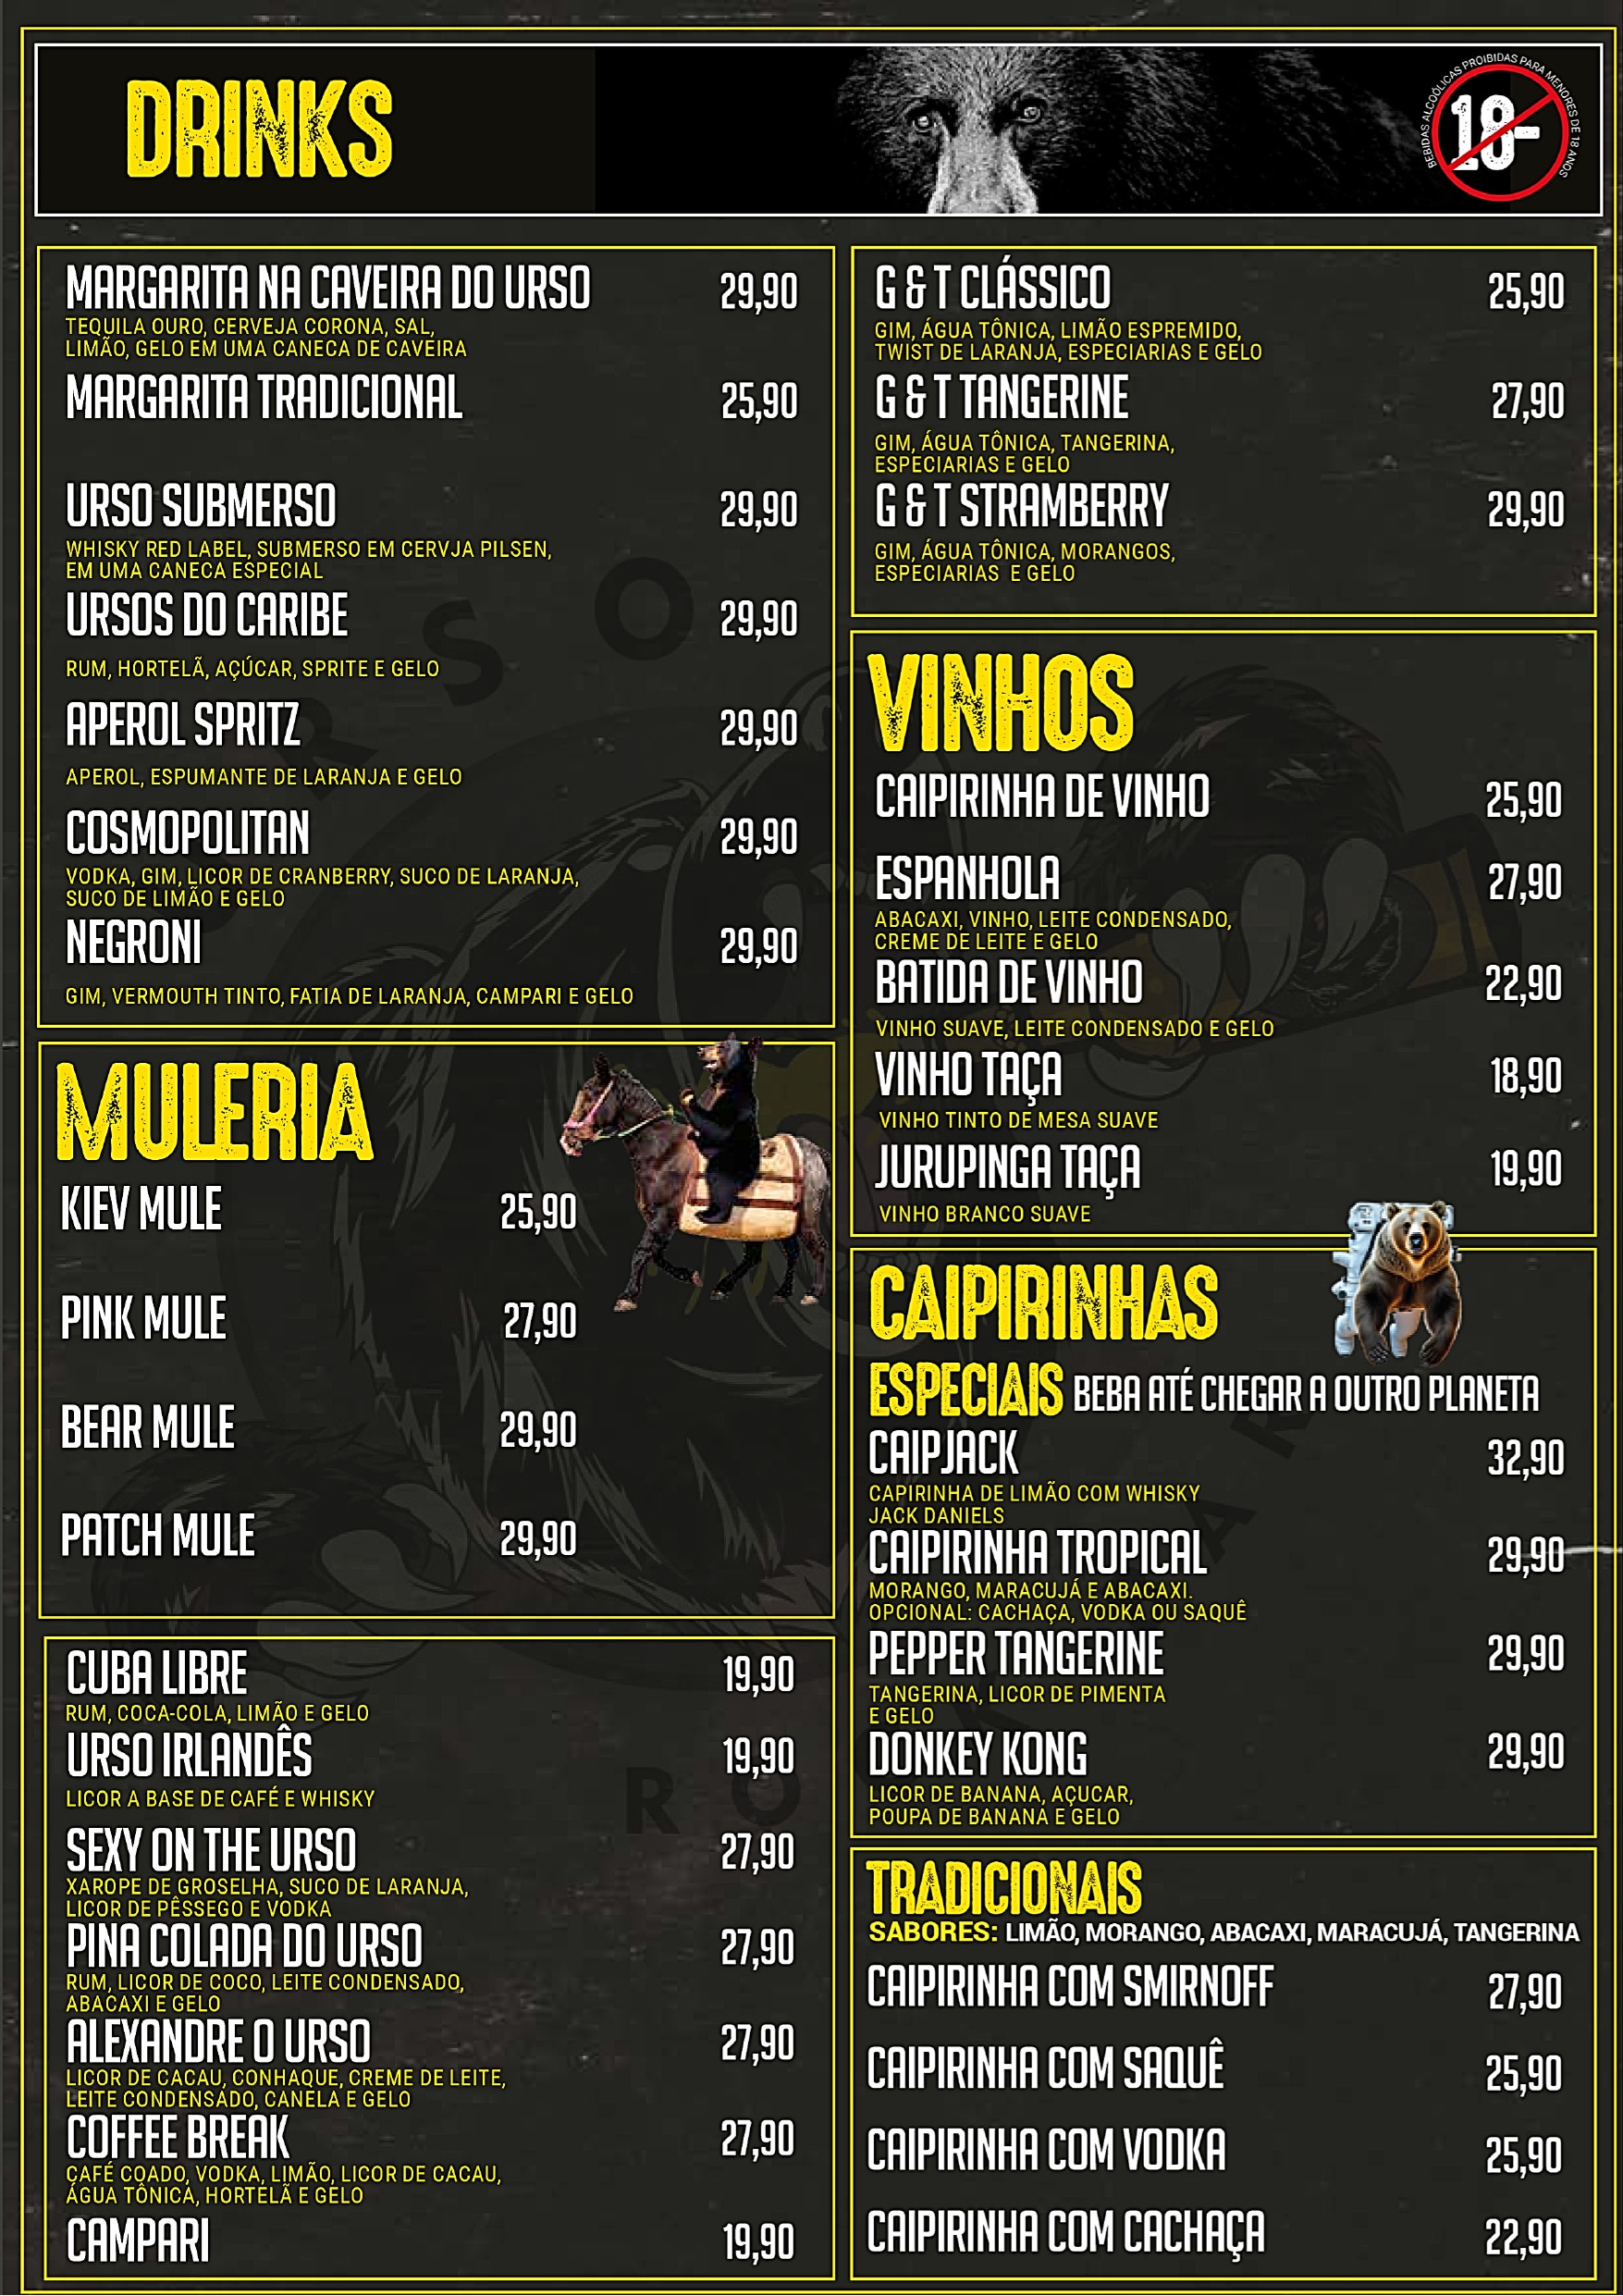 DRINKS
BEBIDAS ALCOÓLICAS PROIBIDAS PARA MENORES DE 18 ANOS
18-
MARGARITA NA CAVEIRA DO URSO 29,90
TEQUILA OURO, CERVEJA CORONA, SAL,
LIMÃO, GELO EM UMA CANECA DE CAVEIRA
MARGARITA TRADICIONAL 25,90
URSO SUBMERSO 29,90
WHISKY RED LABEL, SUBMERSO EM CERVJA PILSEN,
EM UMA CANECA ESPECIAL
URSOS DO CARIBE 29,90
RUM, HORTELÃ, AÇÚCAR, SPRITE E GELO
APEROL SPRITZ 29,90
APEROL, ESPUMANTE DE LARANJA E GELO
COSMOPOLITAN 29,90
VODKA, GIM, LICOR DE CRANBERRY, SUCO DE LARANJA,
SUCO DE LIMÃO E GELO
NEGRONI 29,90
GIM, VERMOUTH TINTO, FATIA DE LARANJA, CAMPARI E GELO
MULERIA
KIEV MULE 25,90
PINK MULE 27,90
BEAR MULE 29,90
PATCH MULE 29,90
CUBA LIBRE 19,90
RUM, COCA-COLA, LIMÃO E GELO
URSO IRLANDÊS 19,90
LICOR A BASE DE CAFÉ E WHISKY
SEXY ON THE URSO 27,90
XAROPE DE GROSELHA, SUCO DE LARANJA,
LICOR DE PÊSSEGO E VODKA
PINA COLADA DO URSO 27,90
RUM, LICOR DE COCO, LEITE CONDENSADO,
ABACAXI E GELO
ALEXANDRE O URSO 27,90
LICOR DE CACAU, CONHAQUE, CREME DE LEITE,
LEITE CONDENSADO, CANELA E GELO
COFFEE BREAK 27,90
CAFÉ COADO, VODKA, LIMÃO, LICOR DE CACAU,
ÁGUA TÔNICA, HORTELÃ E GELO
CAMPARI 19,90
G & T CLÁSSICO 25,90
GIM, ÁGUA TÔNICA, LIMÃO ESPREMIDO,
TWIST DE LARANJA, ESPECIARIAS E GELO
G & T TANGERINE 27,90
GIM, ÁGUA TÔNICA, TANGERINA,
ESPECIARIAS E GELO
G & T STRAMBERRY 29,90
GIM, ÁGUA TÔNICA, MORANGOS,
ESPECIARIAS E GELO
VINHOS
CAIPIRINHA DE VINHO 25,90
ESPANHOLA 27,90
ABACAXI, VINHO, LEITE CONDENSADO,
CREME DE LEITE E GELO
BATIDA DE VINHO 22,90
VINHO SUAVE, LEITE CONDENSADO E GELO
VINHO TAÇA 18,90
VINHO TINTO DE MESA SUAVE
JURUPINGA TAÇA 19,90
VINHO BRANCO SUAVE
CAIPIRINHAS
ESPECIAIS BEBA ATÉ CHEGAR A OUTRO PLANETA
CAIPJACK 32,90
CAPIRINHA DE LIMÃO COM WHISKY
JACK DANIELS
CAIPIRINHA TROPICAL 29,90
MORANGO, MARACUJÁ E ABACAXI.
OPCIONAL: CACHAÇA, VODKA OU SAQUÊ
PEPPER TANGERINE 29,90
TANGERINA, LICOR DE PIMENTA
E GELO
DONKEY KONG 29,90
LICOR DE BANANA, AÇUCAR,
POUPA DE BANANA E GELO
TRADICIONAIS
SABORES: LIMÃO, MORANGO, ABACAXI, MARACUJÁ, TANGERINA
CAIPIRINHA COM SMIRNOFF 27,90
CAIPIRINHA COM SAQUÊ 25,90
CAIPIRINHA COM VODKA 25,90
CAIPIRINHA COM CACHAÇA 22,90